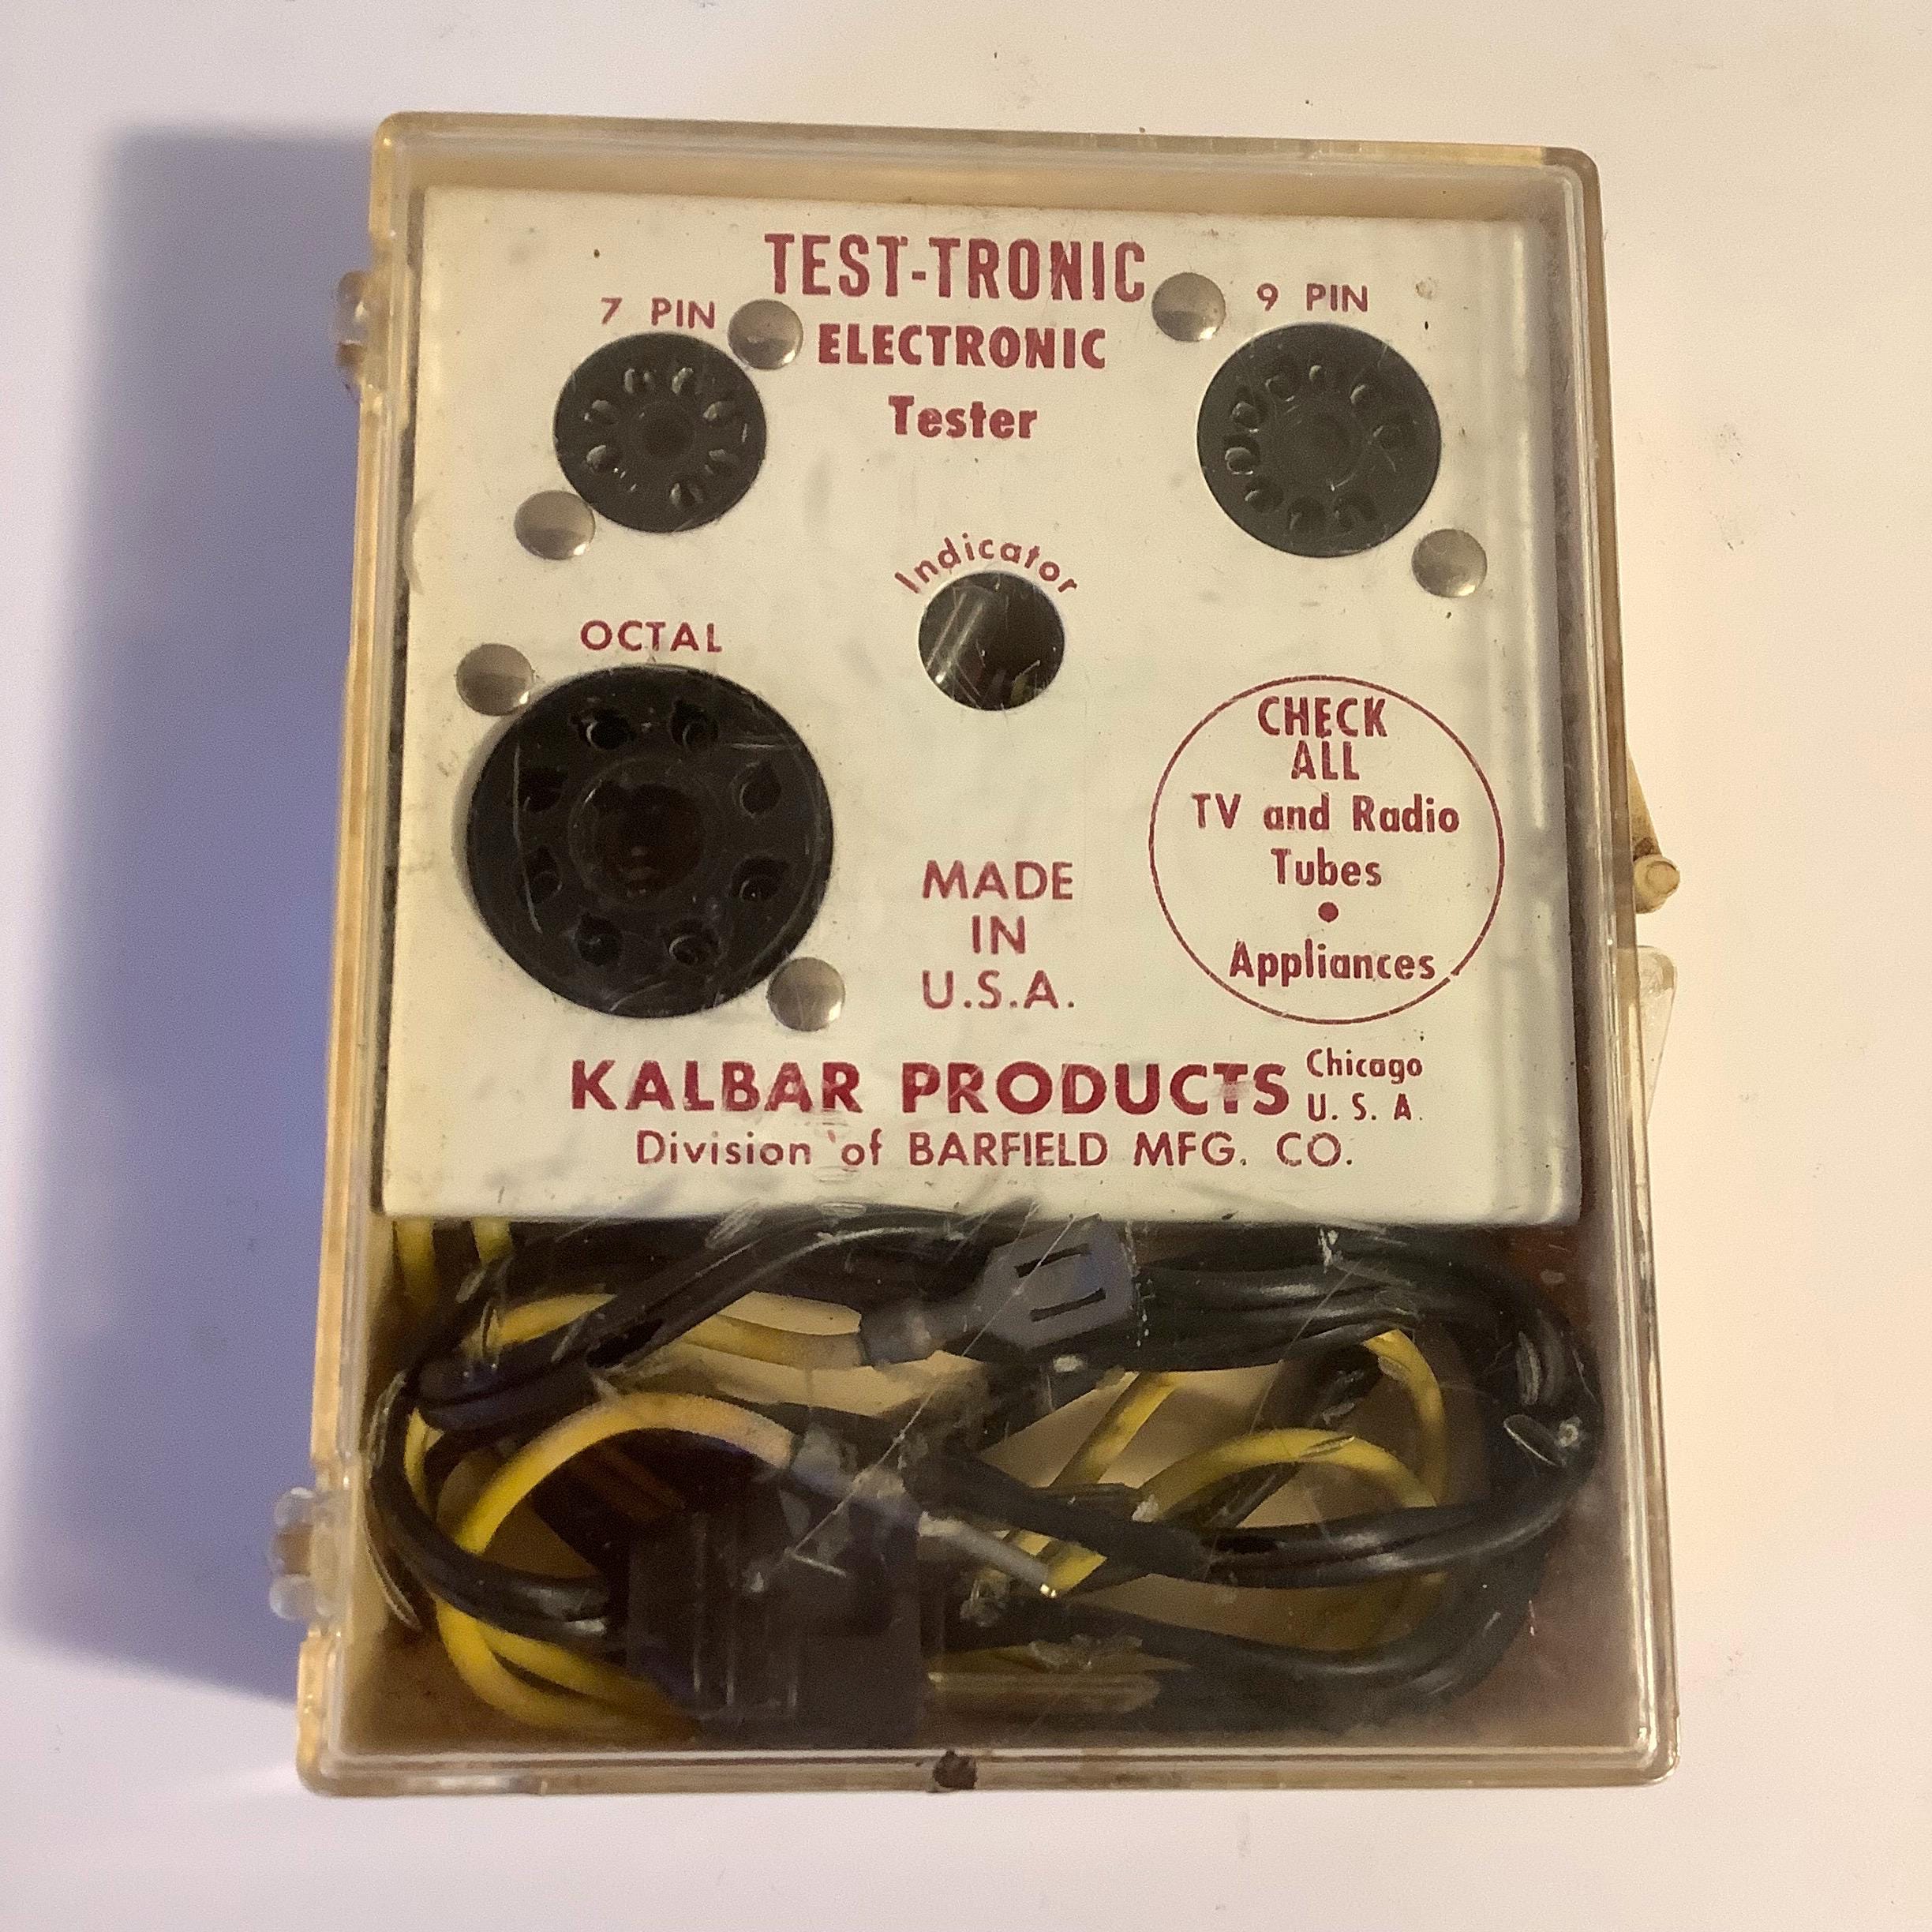 TEST-TRONIC
ELECTRONIC
Tester
7 PIN
9 PIN
Indicator
OCTAL
CHECK
ALL
TV and Radio
Tubes
•
Appliances
MADE
IN
U.S.A.
KALBAR PRODUCTS Chicago
U. S. A.
Division of BARFIELD MFG. CO.